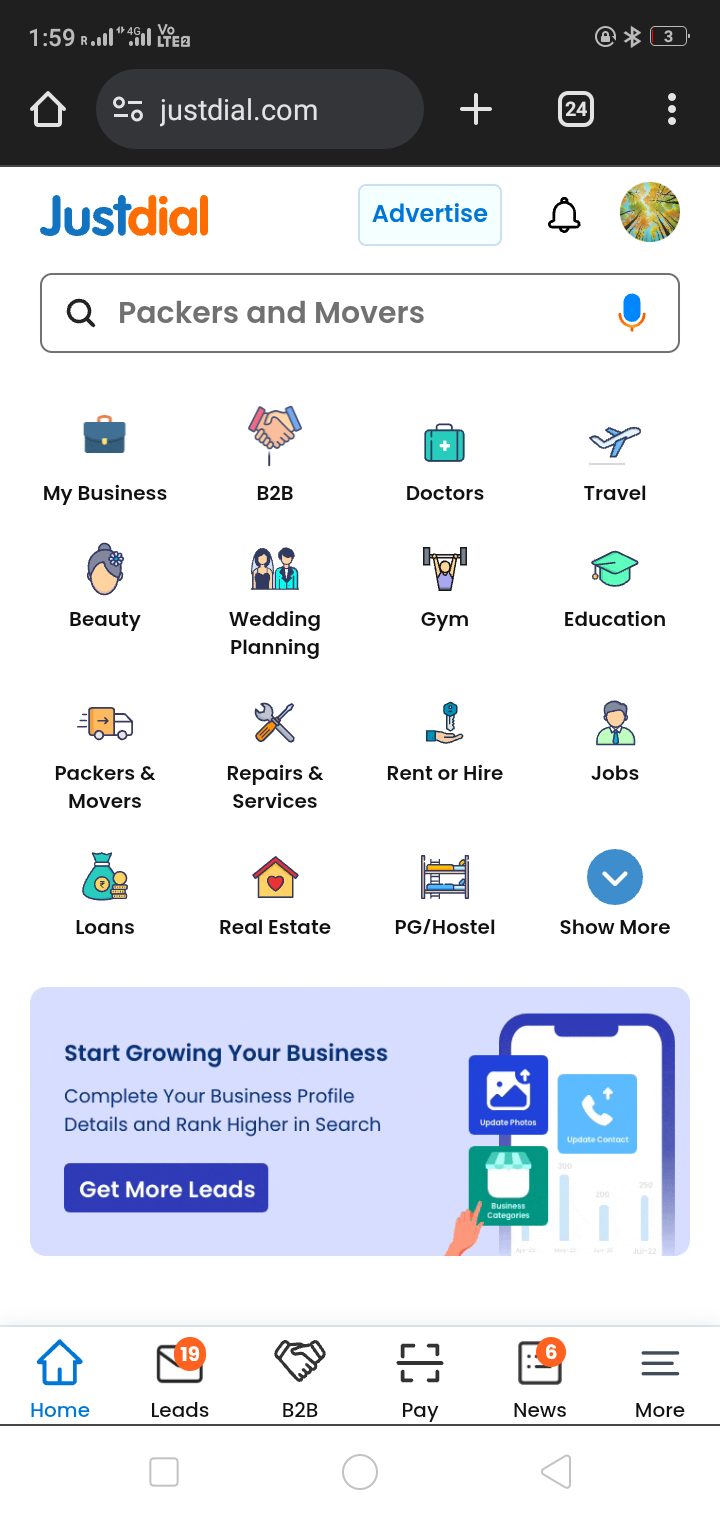 1:59 R 4G Vo LTE2 3
justdial.com 24
Justdial Advertise
Packers and Movers
My Business B2B Doctors Travel
Beauty Wedding Gym Education
Planning
Packers & Repairs & Rent or Hire Jobs
Movers Services
Loans Real Estate PG/Hostel Show More
Start Growing Your Business
Complete Your Business Profile
Details and Rank Higher in Search
Get More Leads
Update Photos
Update Contact
Business
Categories
300
200
250
Jun-22
19 6
Home Leads B2B Pay News More